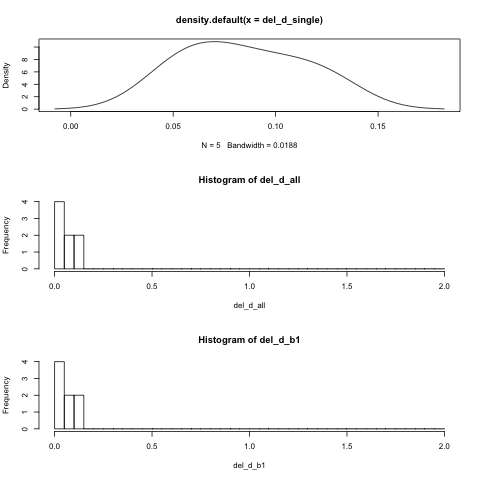 density.default(x = del_d_single)
Density
0 2 4 6 8
0.00 0.05 0.10 0.15
N = 5 Bandwidth = 0.0188
Histogram of del_d_all
Frequency
0 1 2 3 4
0.0 0.5 1.0 1.5 2.0
del_d_all
Histogram of del_d_b1
Frequency
0 1 2 3 4
0.0 0.5 1.0 1.5 2.0
del_d_b1